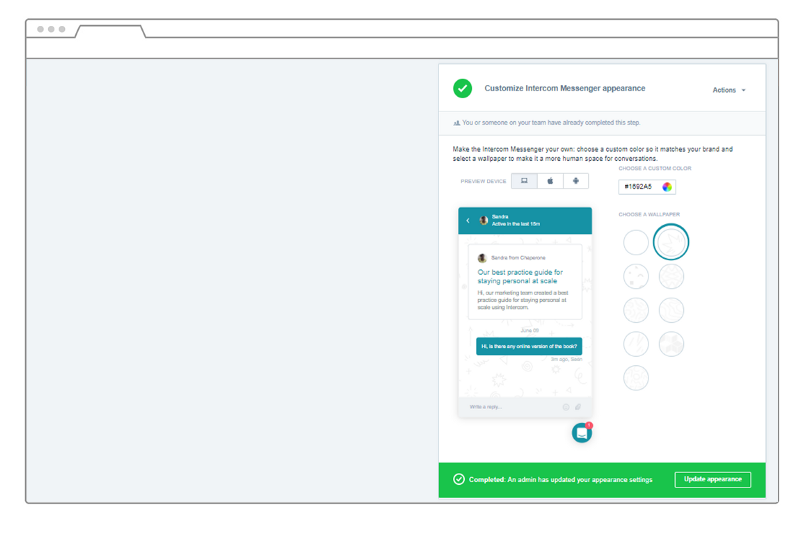 Customize Intercom Messenger appearance
Actions
You or someone on your team have already completed this step.
Make the Intercom Messenger your own: choose a custom color so it matches your brand and
select a wallpaper to make it a more human space for conversations.
CHOOSE A CUSTOM COLOR
PREVIEW DEVICE
#1692A5
CHOOSE A WALLPAPER
Sandra
Active in the last 15m
Sandra from Chaperone
Our best practice guide for
staying personal at scale
Hi, our marketing team created a best
practice guide for staying personal at
scale using Intercom.
Hi, is there any online version of the book?
3m ago. Seen
Write a reply...
1
Completed: An admin has updated your appearance settings
Update appearance